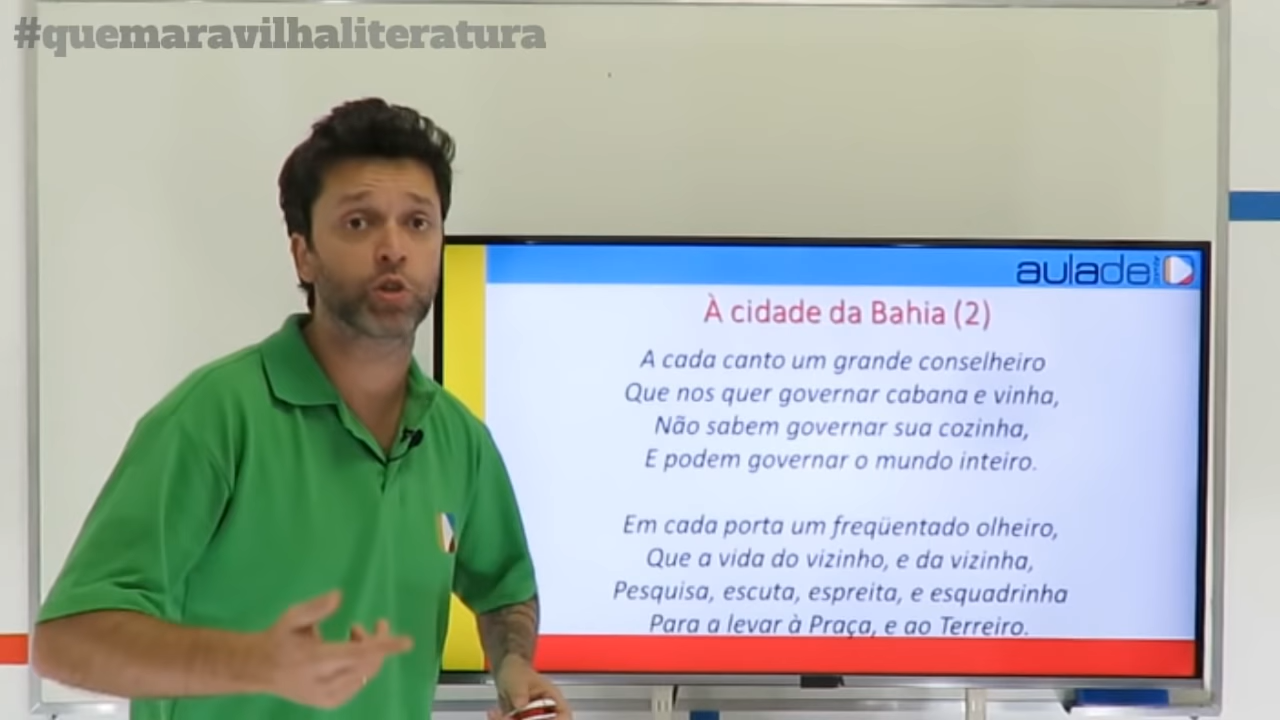 #quemaravilhaliteratura
aulade
À cidade da Bahia (2)
A cada canto um grande conselheiro
Que nos quer governar cabana e vinha,
Não sabem governar sua cozinha,
E podem governar o mundo inteiro.
Em cada porta um freqüentado olheiro,
Que a vida do vizinho, e da vizinha,
Pesquisa, escuta, espreita, e esquadrinha
Para a levar à Praça, e ao Terreiro.